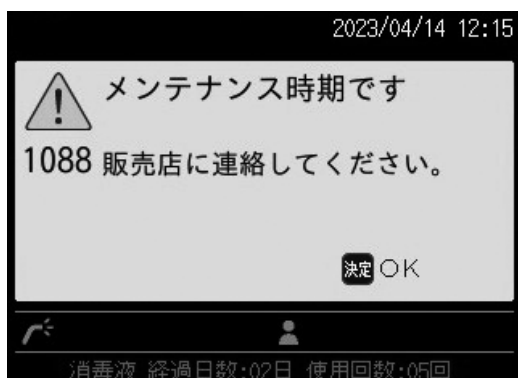 2023/04/14 12:15
メンテナンス時期です
1088 販売店に連絡してください。
決定 OK
消毒液 経過日数:02日 使用回数:05回